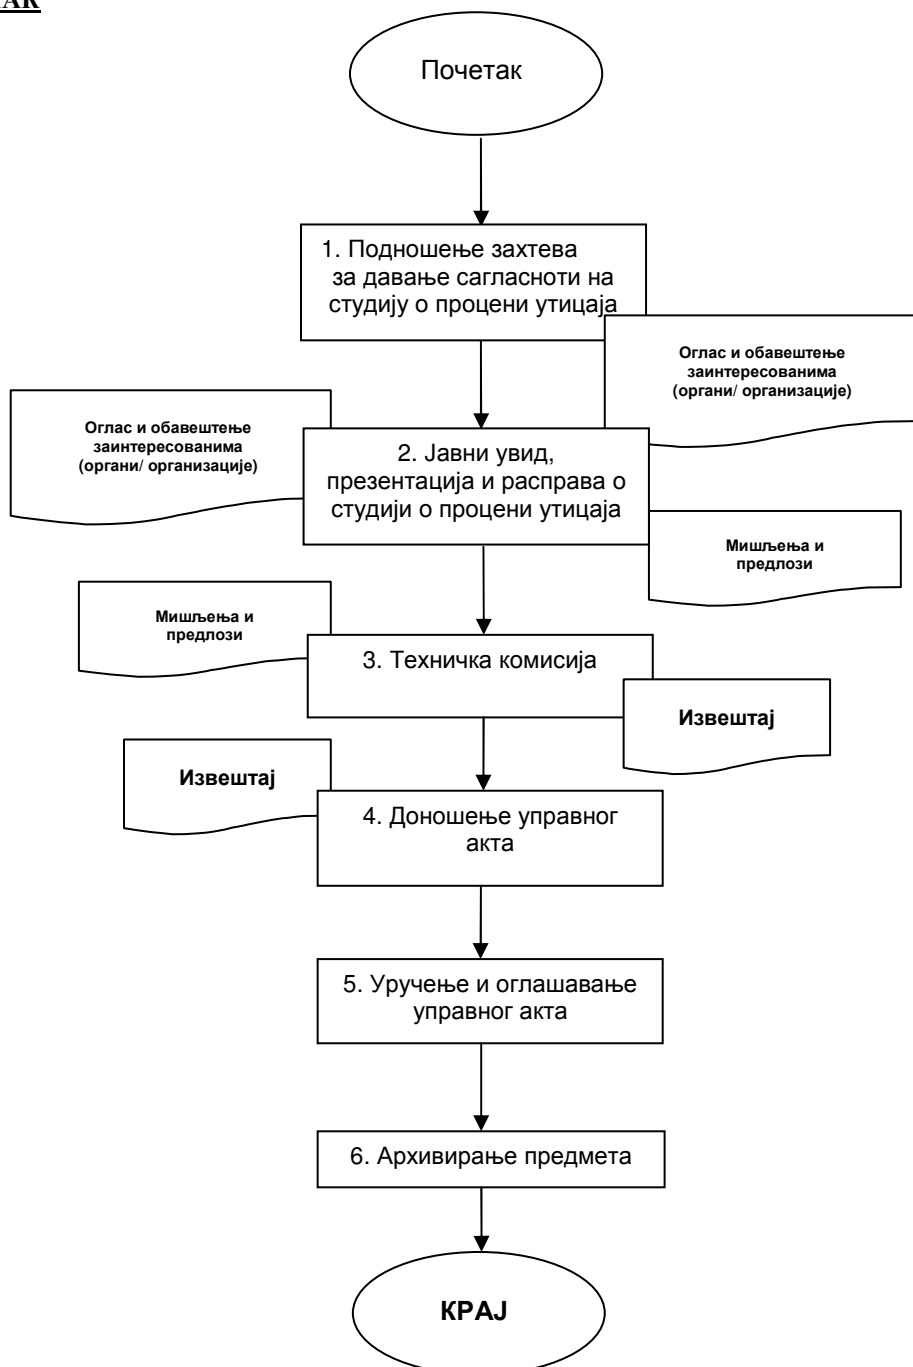 Почетак
1. Подношење захтева
за давање сагласноти на
студију о процени утицаја
Оглас и обавештење
заинтересованима
(органи/ организације)
Оглас и обавештење
заинтересованима
(органи/ организације)
2. Јавни увид,
презентација и расправа о
студији о процени утицаја
Мишљења и
предлози
Мишљења и
предлози
3. Техничка комисија
Извештај
Извештај
4. Доношење управног
акта
5. Уручење и оглашавање
управног акта
6. Архивирање предмета
КРАЈ